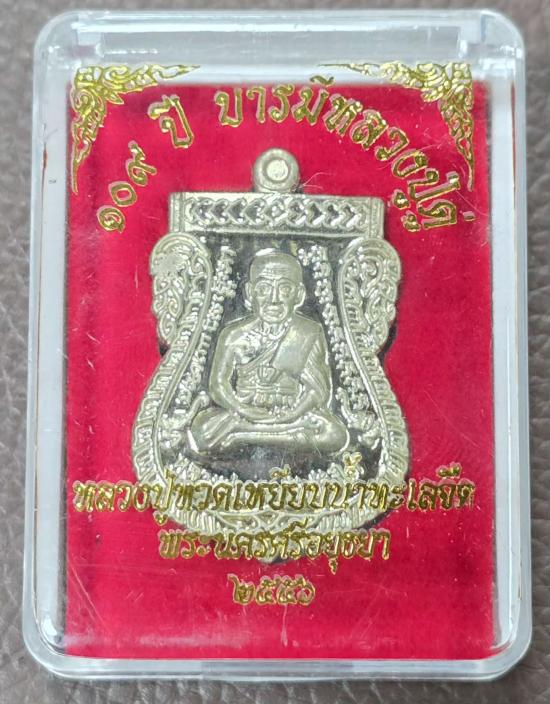 ๑๐๙ ปี บารมีหลวงปู่ดู่
หลวงปู่ทวดเหยียบน้ำทะเลจืด
พระนครศรีอยุธยา
๒๕๕๖